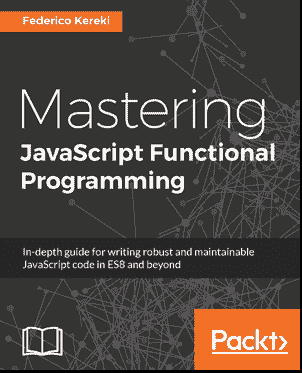 Federico Kereki
Mastering
JavaScript Functional
Programming
In-depth guide for writing robust and maintainable
JavaScript code in ES8 and beyond
Packt>